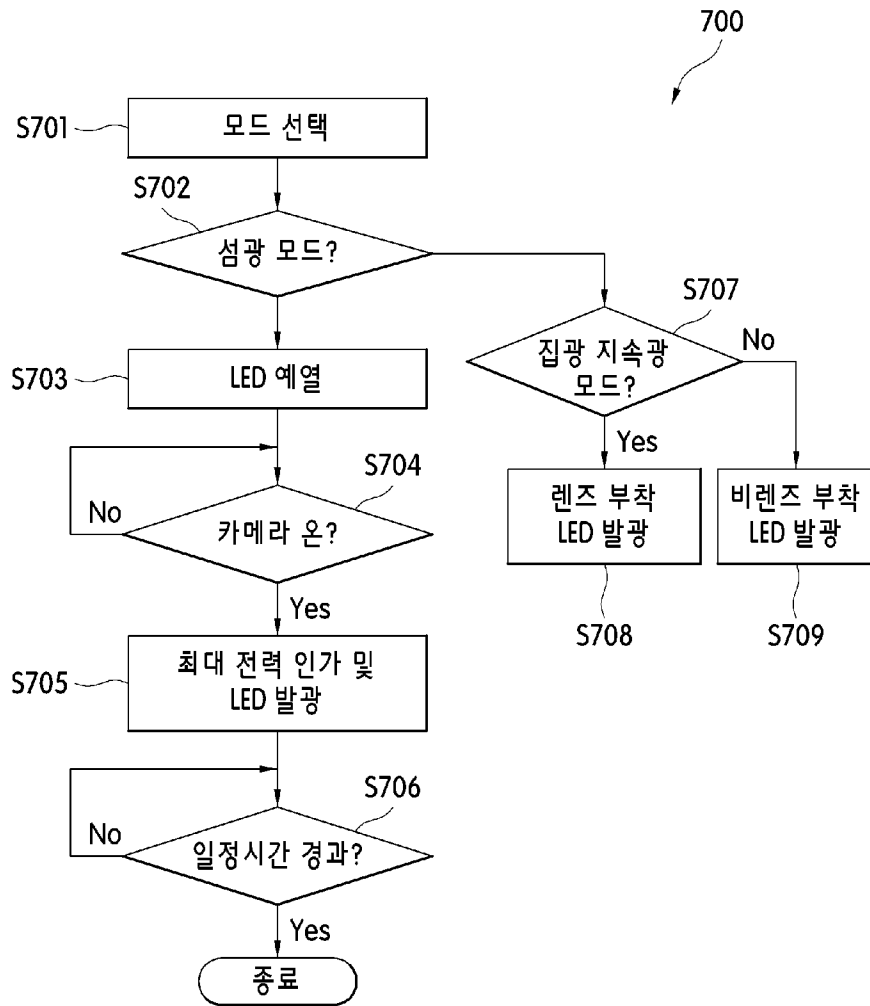 700
S701
모드 선택
S702
섬광 모드?
S707
집광 지속광
모드?
No
S703
LED 예열
Yes
S704
No
카메라 온?
렌즈 부착
LED 발광
비렌즈 부착
LED 발광
Yes
S708
S709
S705
최대 전력 인가 및
LED 발광
S706
No
일정시간 경과?
Yes
종료